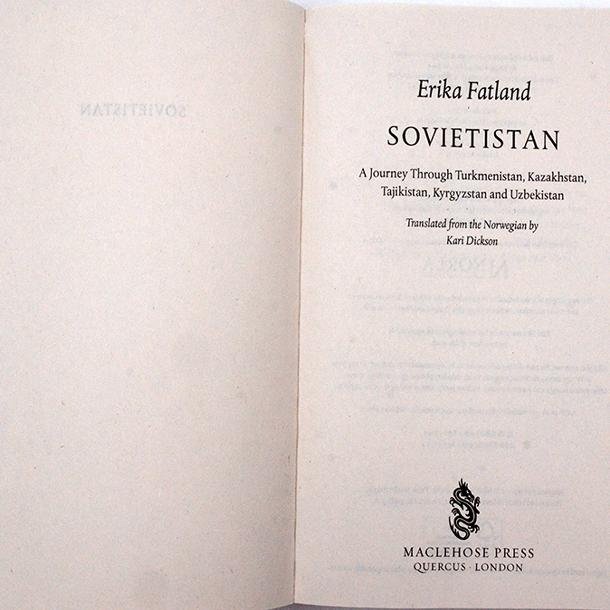 SOVIETISTAN
Erika Fatland
SOVIETISTAN
A Journey Through Turkmenistan, Kazakhstan,
Tajikistan, Kyrgyzstan and Uzbekistan
Translated from the Norwegian by
Kari Dickson
MACLEHOSE PRESS
QUERCUS · LONDON